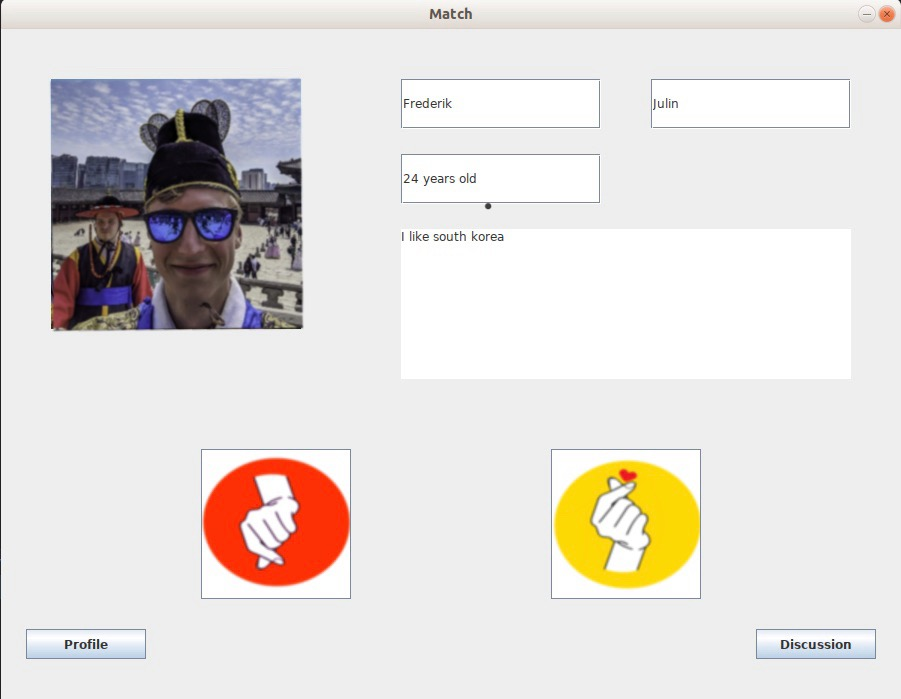 Match
Frederik
Julin
24 years old
I like south korea
Profile
Discussion